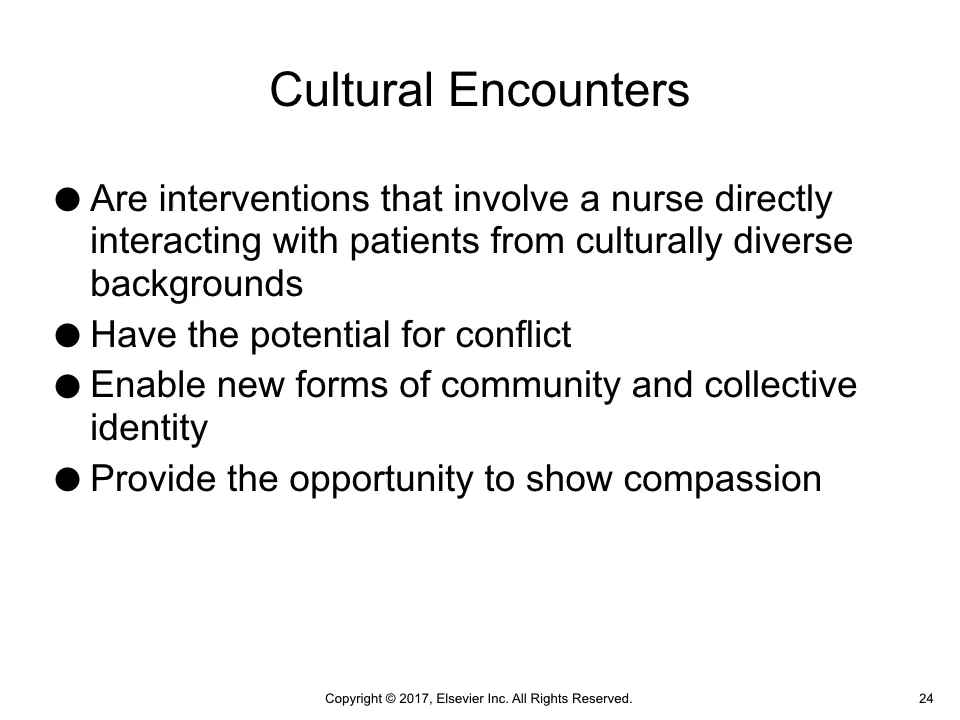 Cultural Encounters
● Are interventions that involve a nurse directly
interacting with patients from culturally diverse
backgrounds
● Have the potential for conflict
● Enable new forms of community and collective
identity
● Provide the opportunity to show compassion
Copyright © 2017, Elsevier Inc. All Rights Reserved.
24